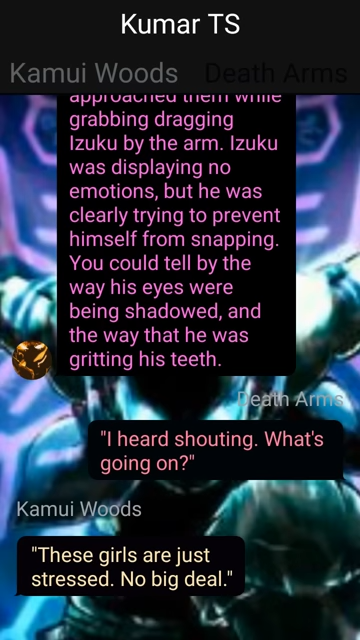 Kumar TS
Kamui Woods
Death Arms
approached them while
grabbing dragging
Izuku by the arm. Izuku
was displaying no
emotions, but he was
clearly trying to prevent
himself from snapping.
You could tell by the
way his eyes were
being shadowed, and
the way that he was
gritting his teeth.
Death Arms
"I heard shouting. What's
going on?"
Kamui Woods
"These girls are just
stressed. No big deal."